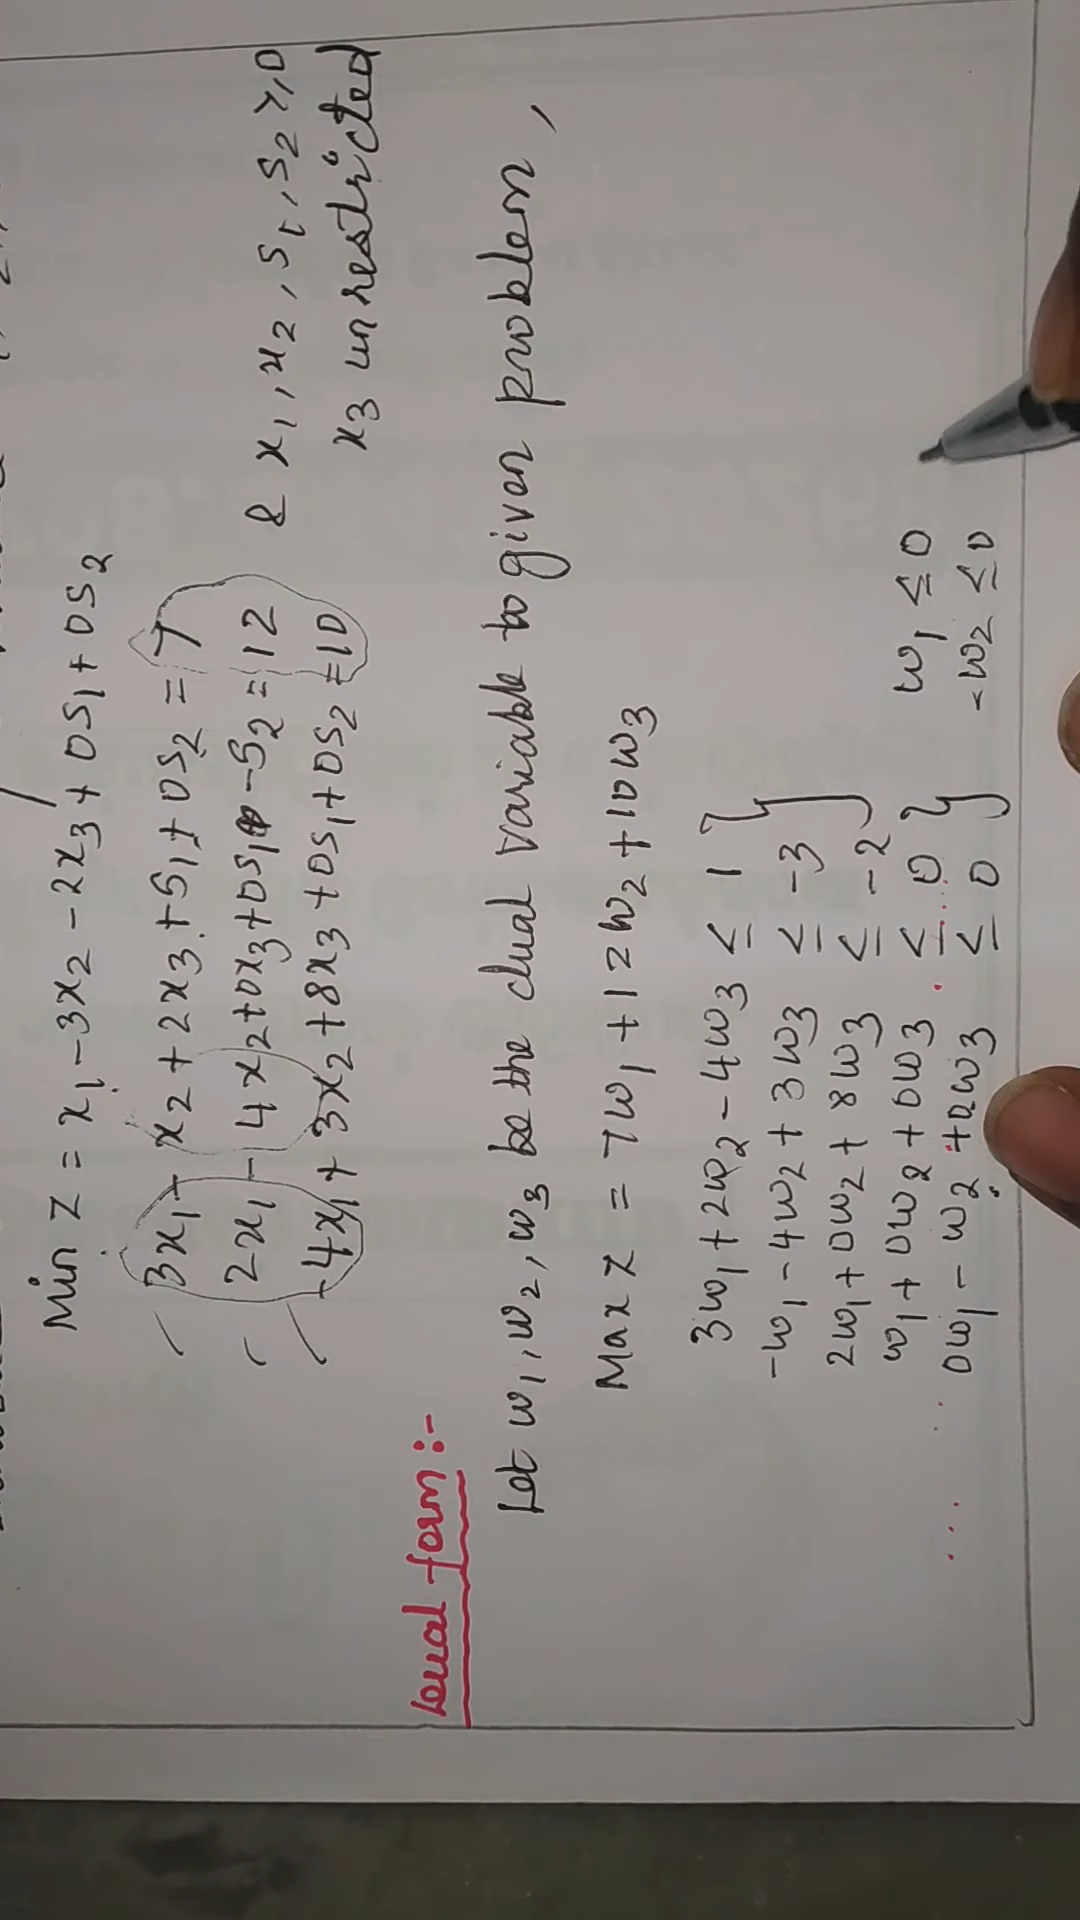 Min Z = x1 - 3x2 - 2x3 + 0S1 + 0S2
3x1 - x2 + 2x3 + S1 + 0S2 = 7
2x1 - 4x2 + 0x3 + 0S1 - S2 = 12 & x1, x2, S1, S2 ≥ 0
-4x1 + 3x2 + 8x3 + 0S1 + 0S2 = 10 x3 unrestricted
Dual form :-
Let w1, w2, w3 be the dual variable to given problem,
Max Z = 7w1 + 12w2 + 10w3
3w1 + 2w2 - 4w3 ≤ 1
-w1 - 4w2 + 3w3 ≤ -3
2w1 + 0w2 + 8w3 ≤ -2
w1 + 0w2 + 0w3 ≤ 0 } w1 ≤ 0
0w1 - w2 + 0w3 ≤ 0 -w2 ≤ 0